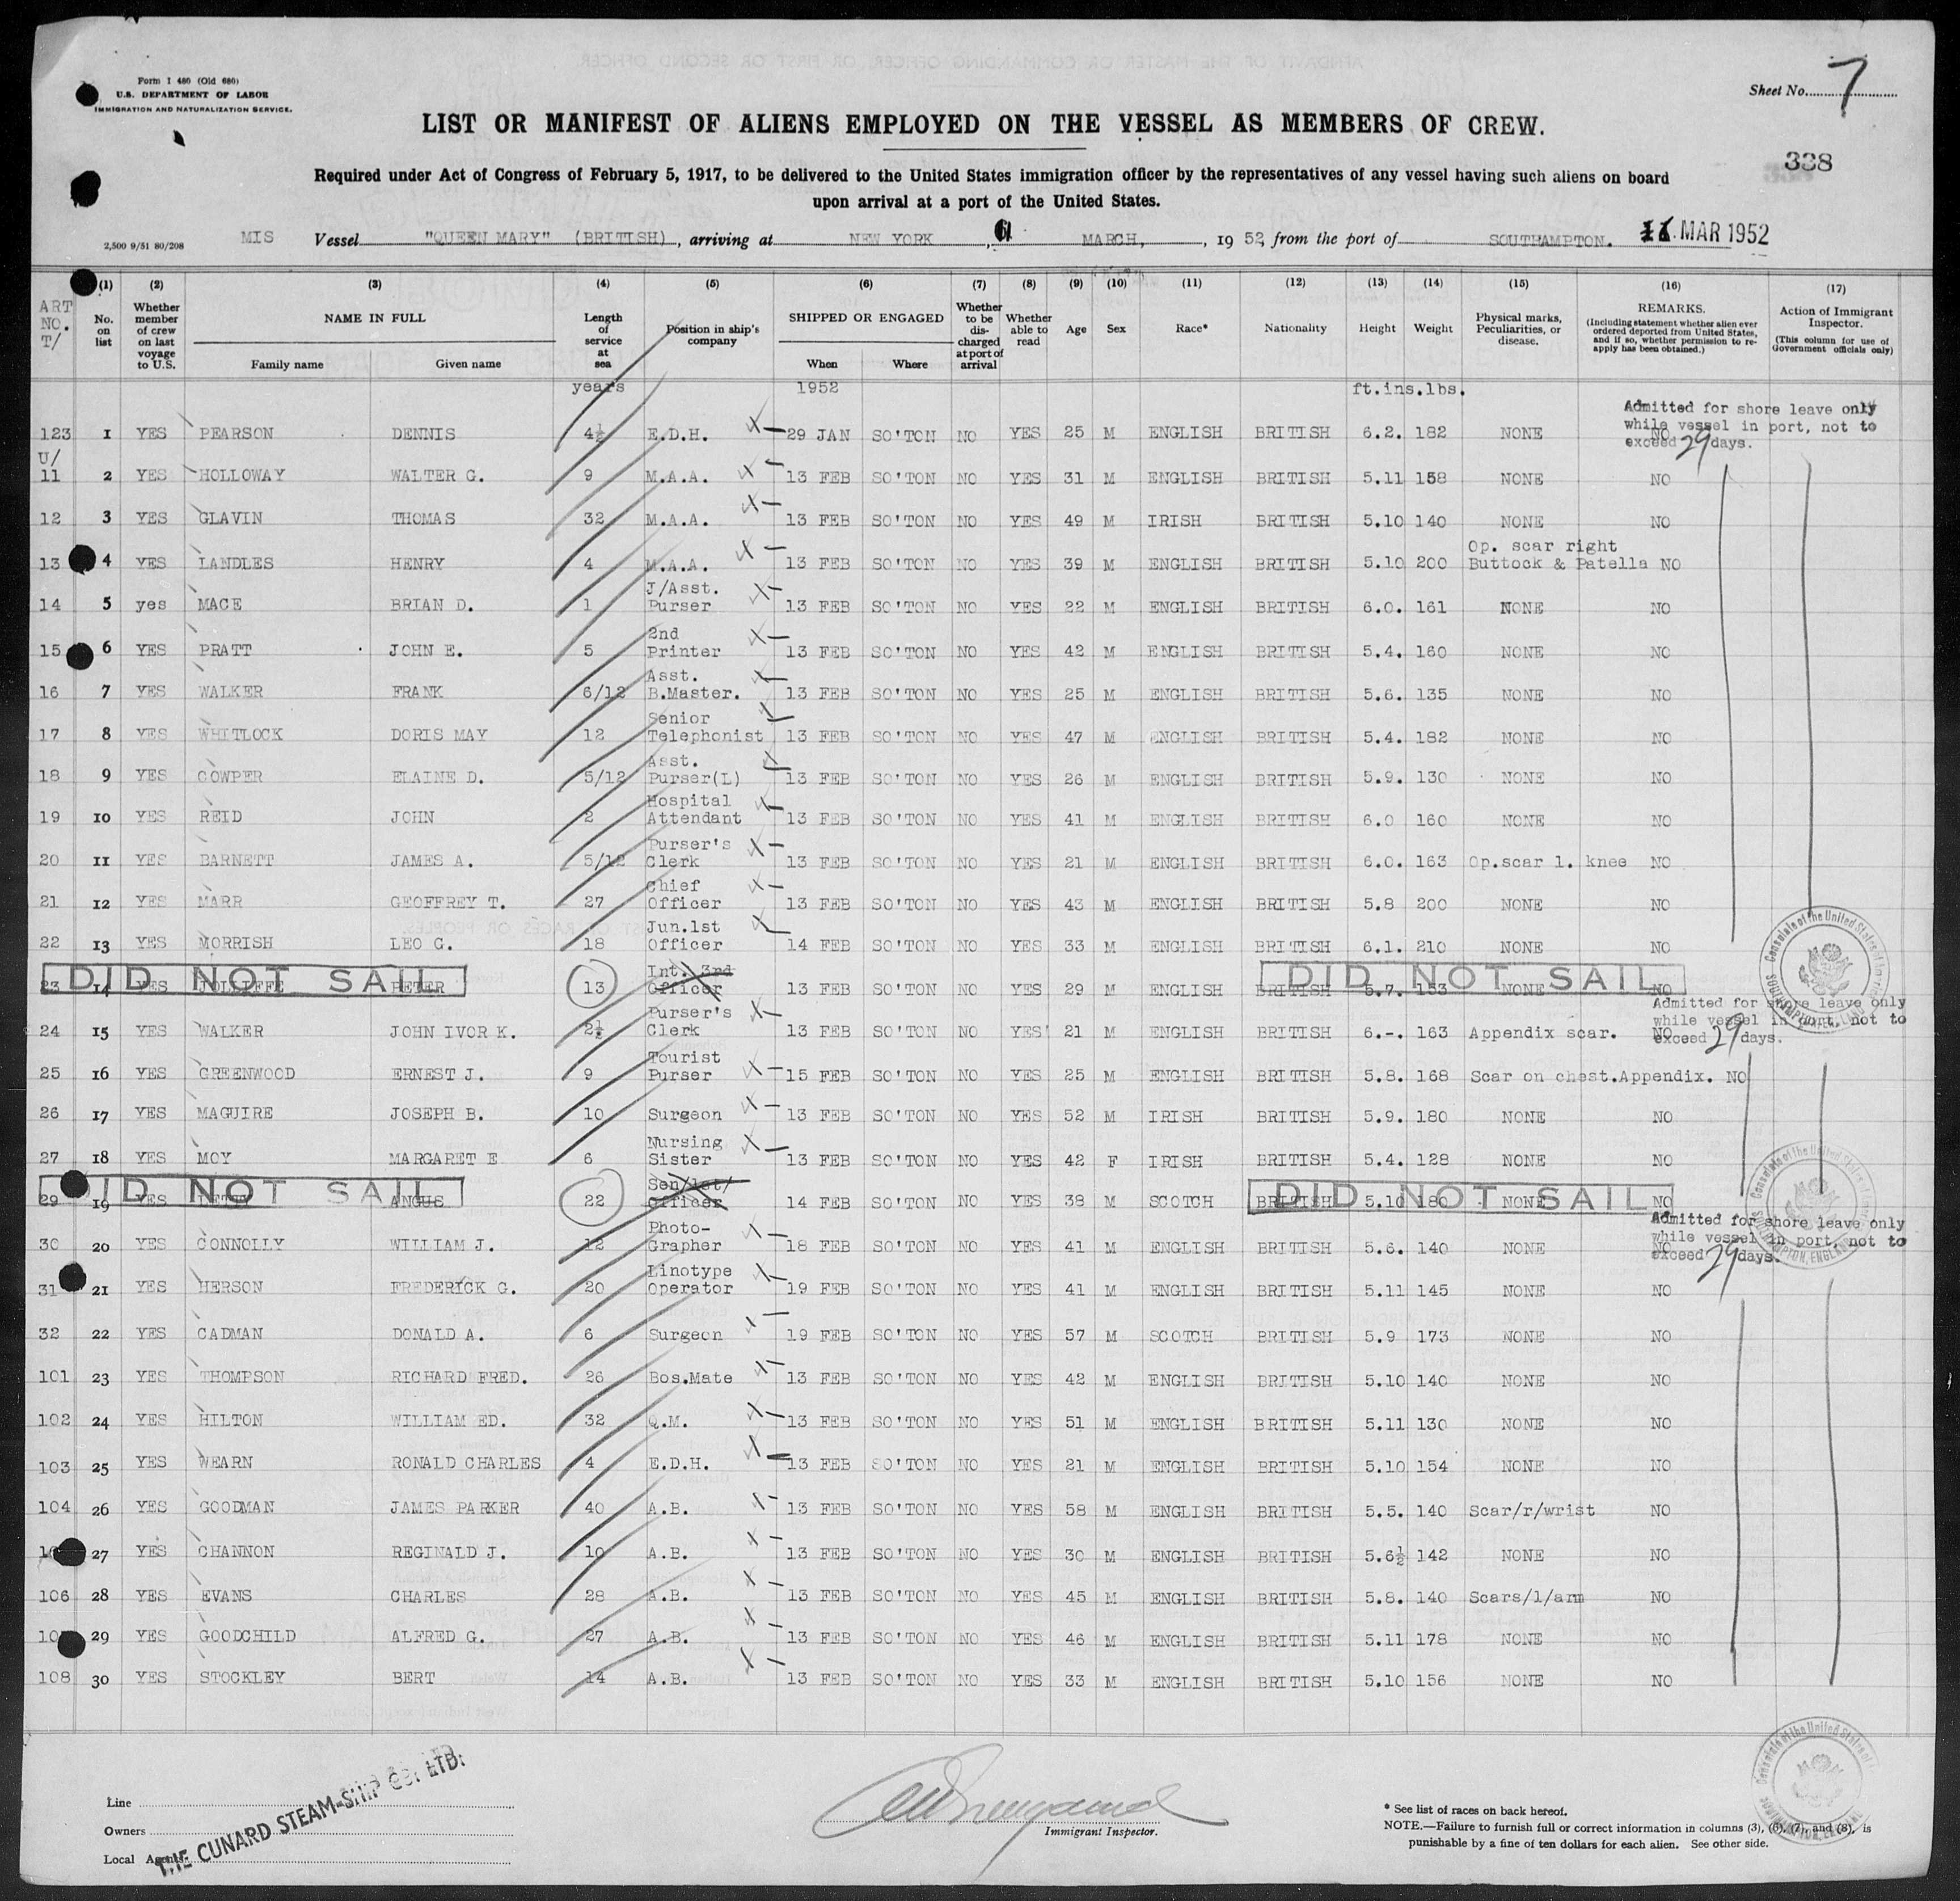 Form I 480 (Old 680)
U.S. DEPARTMENT OF LABOR
IMMIGRATION AND NATURALIZATION SERVICE.
Sheet No. 7
LIST OR MANIFEST OF ALIENS EMPLOYED ON THE VESSEL AS MEMBERS OF CREW.
338
Required under Act of Congress of February 5, 1917, to be delivered to the United States immigration officer by the representatives of any vessel having such aliens on board
upon arrival at a port of the United States.
2,500 9/51 80/208 MIS Vessel "QUEEN MARY" (BRITISH), arriving at NEW YORK, MARCH, 1952, from the port of SOUTHAMPTON. MAR 1952
(1) (2) (3) (4) (5) (6) (7) (8) (9) (10) (11) (12) (13) (14) (15) (16) (17)
ART NO. T/ No. on list Whether member of crew on last voyage to U.S. NAME IN FULL Family name Given name Length of service at sea Position in ship's company SHIPPED OR ENGAGED When Where Whether to be discharged at port of arrival Whether able to read Age Sex Race* Nationality Height Weight Physical marks, Peculiarities, or disease. REMARKS. (Including statement whether alien ever ordered deported from United States, and if so, whether permission to re-apply has been obtained.) Action of Immigrant Inspector. (This column for use of Government officials only)
years 1952 ft.ins.lbs.
Admitted for shore leave only while vessel in port, not to exceed 29 days.
123 1 YES PEARSON DENNIS 4½ E.D.H. 29 JAN SO'TON NO YES 25 M ENGLISH BRITISH 6.2. 182 NONE NO
U/
11 2 YES HOLLOWAY WALTER G. 9 M.A.A. 13 FEB SO'TON NO YES 31 M ENGLISH BRITISH 5.11 158 NONE NO
12 3 YES GLAVIN THOMAS 32 M.A.A. 13 FEB SO'TON NO YES 49 M IRISH BRITISH 5.10 140 NONE NO
13 4 YES LANDLES HENRY 4 M.A.A. 13 FEB SO'TON NO YES 39 M ENGLISH BRITISH 5.10 200 Op. scar right Buttock & Patella NO
14 5 yes MACE BRIAN D. 1 J/Asst. Purser 13 FEB SO'TON NO YES 22 M ENGLISH BRITISH 6.0. 161 NONE NO
15 6 YES PRATT JOHN E. 5 2nd Printer 13 FEB SO'TON NO YES 42 M ENGLISH BRITISH 5.4. 160 NONE NO
16 7 YES WALKER FRANK 6/12 Asst. B.Master. 13 FEB SO'TON NO YES 25 M ENGLISH BRITISH 5.6. 135 NONE NO
17 8 YES WHITLOCK DORIS MAY 12 Senior Telephonist 13 FEB SO'TON NO YES 47 M ENGLISH BRITISH 5.4. 182 NONE NO
18 9 YES COWPER ELAINE D. 5/12 Asst. Purser(L) 13 FEB SO'TON NO YES 26 M ENGLISH BRITISH 5.9. 130 NONE NO
19 10 YES REID JOHN 2 Hospital Attendant 13 FEB SO'TON NO YES 41 M ENGLISH BRITISH 6.0 160 NONE NO
20 11 YES BARNETT JAMES A. 5/12 Purser's Clerk 13 FEB SO'TON NO YES 21 M ENGLISH BRITISH 6.0. 163 Op.scar l. knee NO
21 12 YES MARR GEOFFREY T. 27 Chief Officer 13 FEB SO'TON NO YES 43 M ENGLISH BRITISH 5.8 200 NONE NO
22 13 YES MORRISH LEO G. 18 Jun.1st Officer 14 FEB SO'TON NO YES 33 M ENGLISH BRITISH 6.1. 210 NONE NO
DID NOT SAIL DID NOT SAIL
23 14 YES JOLLIFFE PETER 13 Int. 3rd Officer 13 FEB SO'TON NO YES 29 M ENGLISH BRITISH 5.7. 153 NONE NO
Admitted for shore leave only while vessel in port, not to exceed 29 days.
24 15 YES WALKER JOHN IVOR K. 2½ Purser's Clerk 13 FEB SO'TON NO YES 21 M ENGLISH BRITISH 6.-. 163 Appendix scar. NO
25 16 YES GREENWOOD ERNEST J. 9 Tourist Purser 15 FEB SO'TON NO YES 25 M ENGLISH BRITISH 5.8. 168 Scar on chest.Appendix. NO
26 17 YES MAGUIRE JOSEPH B. 10 Surgeon 13 FEB SO'TON NO YES 52 M IRISH BRITISH 5.9. 180 NONE NO
27 18 YES MOY MARGARET E 6 Nursing Sister 13 FEB SO'TON NO YES 42 F IRISH BRITISH 5.4. 128 NONE NO
DID NOT SAIL DID NOT SAIL
29 19 YES ANGUS 22 Sen/1st/ Officer 14 FEB SO'TON NO YES 38 M SCOTCH BRITISH 5.10 180 NONE NO
Admitted for shore leave only while vessel in port, not to exceed 29 days.
30 20 YES CONNOLLY WILLIAM J. 12 Photo-Grapher 18 FEB SO'TON NO YES 41 M ENGLISH BRITISH 5.6. 140 NONE NO
31 21 YES HERSON FREDERICK G. 20 Linotype Operator 19 FEB SO'TON NO YES 41 M ENGLISH BRITISH 5.11 145 NONE NO
32 22 YES CADMAN DONALD A. 6 Surgeon 19 FEB SO'TON NO YES 57 M SCOTCH BRITISH 5.9 173 NONE NO
101 23 YES THOMPSON RICHARD FRED. 26 Bos.Mate 13 FEB SO'TON NO YES 42 M ENGLISH BRITISH 5.10 140 NONE NO
102 24 YES HILTON WILLIAM ED. 32 Q.M. 13 FEB SO'TON NO YES 51 M ENGLISH BRITISH 5.11 130 NONE NO
103 25 YES WEARN RONALD CHARLES 4 E.D.H. 13 FEB SO'TON NO YES 21 M ENGLISH BRITISH 5.10 154 NONE NO
104 26 YES GOODMAN JAMES PARKER 40 A.B. 13 FEB SO'TON NO YES 58 M ENGLISH BRITISH 5.5. 140 Scar/r/wrist NO
27 YES CHANNON REGINALD J. 10 A.B. 13 FEB SO'TON NO YES 30 M ENGLISH BRITISH 5.6½ 142 NONE NO
106 28 YES EVANS CHARLES 28 A.B. 13 FEB SO'TON NO YES 45 M ENGLISH BRITISH 5.8. 140 Scars/l/arm NO
29 YES GOODCHILD ALFRED G. 27 A.B. 13 FEB SO'TON NO YES 46 M ENGLISH BRITISH 5.11 178 NONE NO
108 30 YES STOCKLEY BERT 14 A.B. 13 FEB SO'TON NO YES 33 M ENGLISH BRITISH 5.10 156 NONE NO
Line
Owners
Local Agents
THE CUNARD STEAM-SHIP CO. LTD.
Immigrant Inspector.
* See list of races on back hereof.
NOTE.—Failure to furnish full or correct information in columns (3), (6), (7), and (8), is
punishable by a fine of ten dollars for each alien. See other side.
Consulate of the United States of
SOUTHAMPTON, ENGLAND